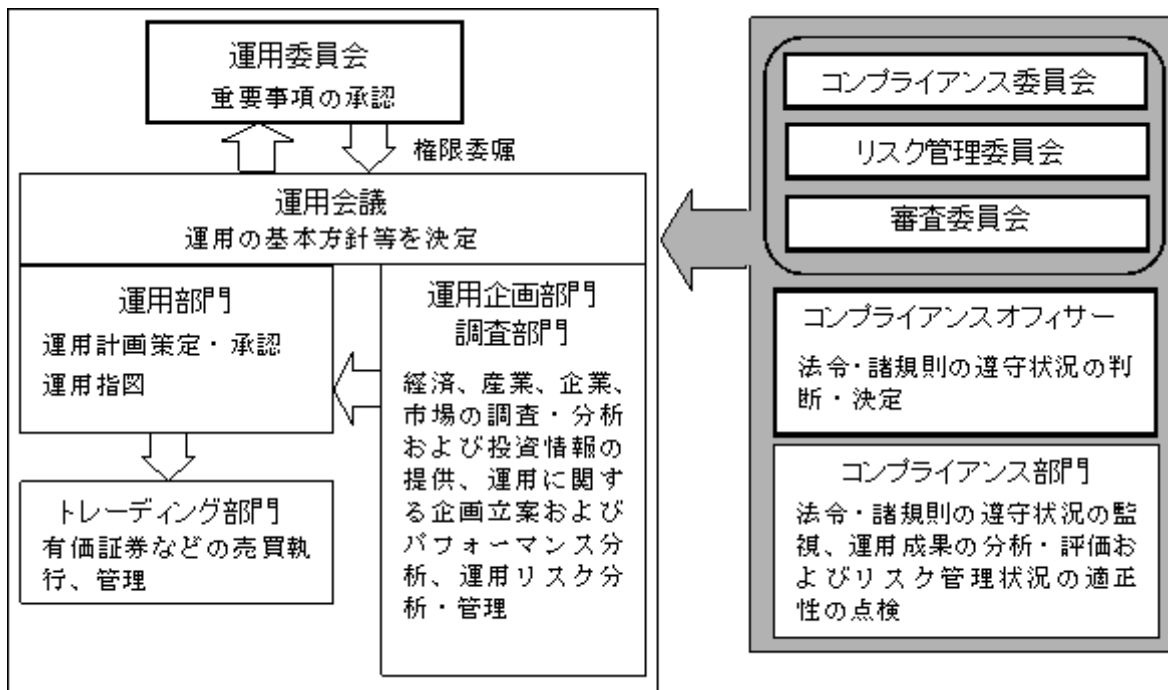 運用委員会
重要事項の承認
権限委嘱
運用会議
運用の基本方針等を決定
運用部門
運用計画策定・承認
運用指図
トレーディング部門
有価証券などの売買執
行、管理
運用企画部門
調査部門
経済、産業、企業、
市場の調査・分析
および投資情報の
提供、運用に関す
る企画立案および
パフォーマンス分
析、運用リスク分
析・管理
コンプライアンス委員会
リスク管理委員会
審査委員会
コンプライアンスオフィサー
法令・諸規則の遵守状況の判
断・決定
コンプライアンス部門
法令・諸規則の遵守状況の監
視、運用成果の分析・評価お
よびリスク管理状況の適正
性の点検